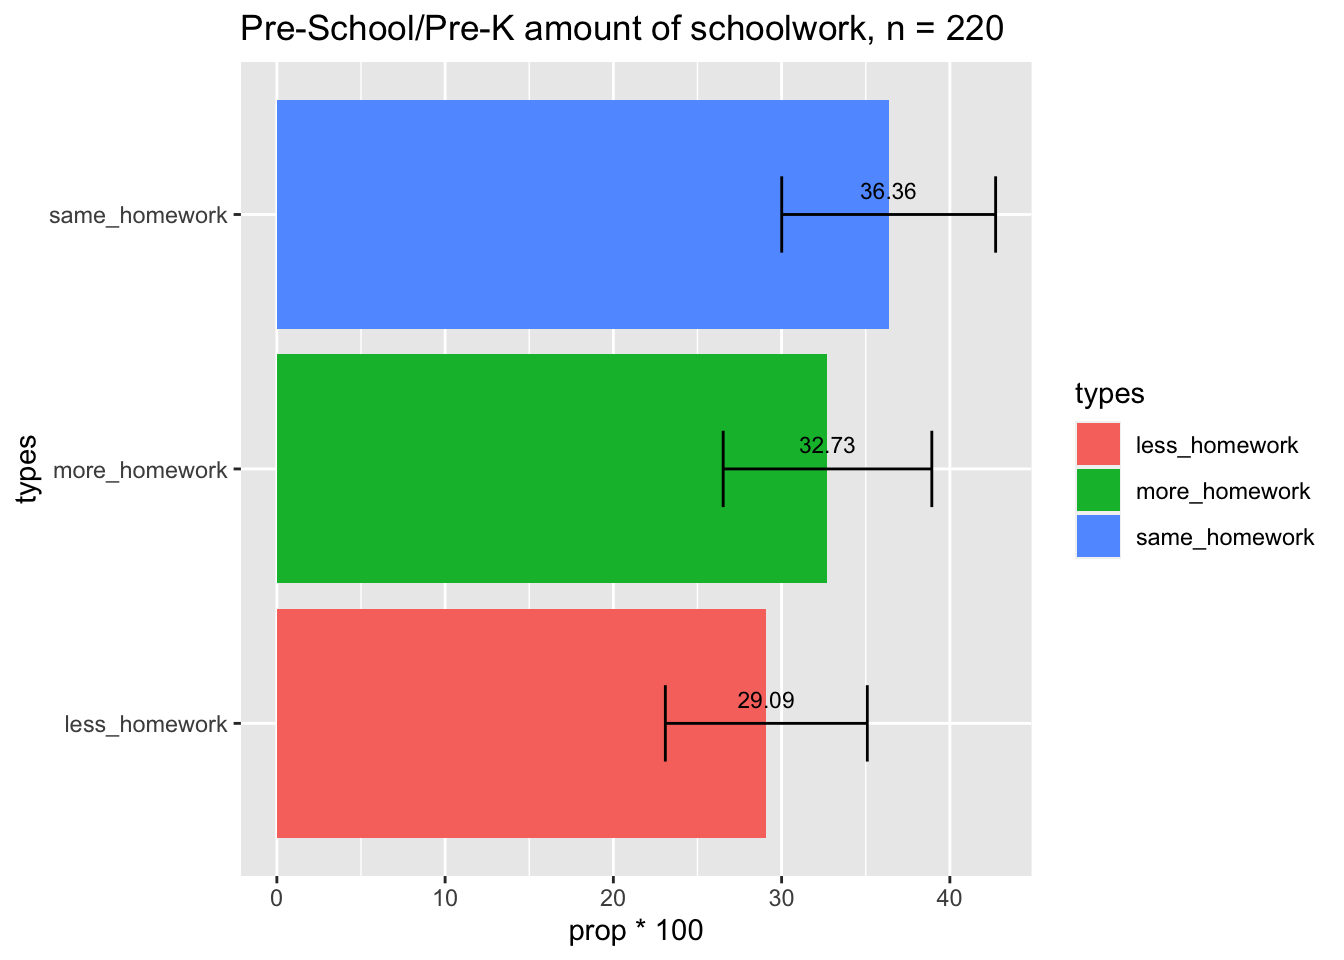 Pre-School/Pre-K amount of schoolwork, n = 220
types
same_homework
36.36
more_homework
32.73
less_homework
29.09
0
10
20
30
40
prop * 100
types
less_homework
more_homework
same_homework